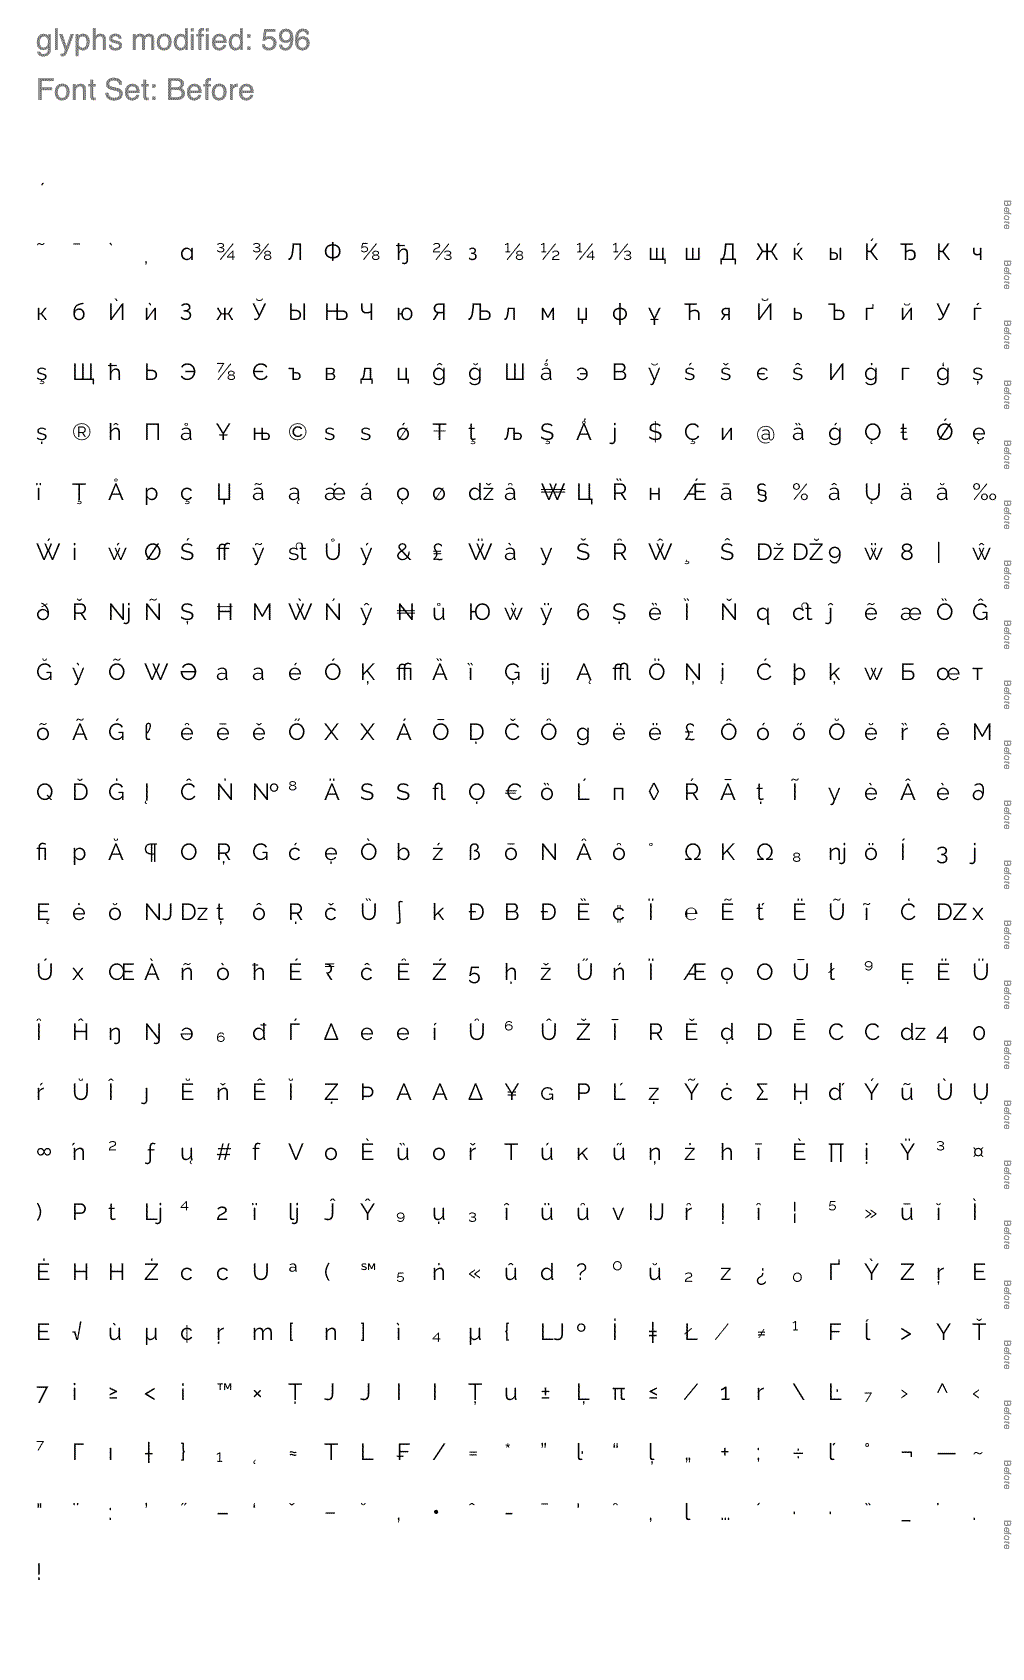 glyphs modified: 596
Font Set: Before
´
Before
˜ ¯ ` ̦ ɑ ¾ ⅜ Л Ф ⅝ ђ ⅔ з ⅛ ½ ¼ ⅓ щ ш Д Ж ќ ы Ќ Ђ К ч
Before
к б Ѝ ѝ З ж Ў Ы Њ Ч ю Я Љ л м џ ф ұ Ћ я Й ь Ъ ґ й У ѓ
Before
ş Щ ћ Ь Э ⅞ Є ъ в д ц ĝ ğ Ш ǻ э В ў ś š є ŝ И ġ г ģ ș
Before
ṣ ® ĥ П å ¥ њ © s s ǿ Ŧ ţ љ Ş Ǻ j $ Ç и @ ȁ ǵ Ǫ ŧ Ǿ ę
Before
ï Ţ Å р ç Џ ã ą ǽ á ǫ ø dž ȃ ₩ Ц Ȑ н Ǽ ā § % â Ų ä ă ‰
Before
Ẃ i ẃ Ø Ś ff ỹ st Ů ý & ₤ Ẅ à y Š Ȓ Ŵ ¸ Ŝ Dž DŽ 9 ẅ 8 | ŵ
Before
ð Ř Nj Ñ Ș Ħ М Ẁ Ń ŷ ₦ ů Ю ẁ ÿ 6 Ṣ ȅ Ȉ Ň q ct ĵ ẽ æ Ȍ Ĝ
Before
Ğ ỳ Õ W Ə a а é Ó Ķ ffi Ȁ ȉ Ģ ij Ą ffl Ö Ņ į Ć þ ķ w Б œ т
Before
õ Ã Ǵ ℓ ȇ ē ě Ő X Х Á Ō Ḍ Č Ȏ g ё ë £ Ô ó ő Ŏ ĕ ȑ ê M
Before
Q Ď Ġ Į Ĉ Ṅ № ⁸ Ä S Ѕ fl Ọ € ȍ Ĺ п ◊ Ŕ Ā ț Ĩ у ѐ Ȃ è ∂
Before
fi p Ă ¶ O Ŗ G ć ẹ Ò b ź ß ō N Â ȏ ˚ Ω K Ω ₈ nj ö Í 3 ј
Before
Ę ė ŏ NJ Dz ṭ ô Ṛ č Ȕ ∫ k Đ B Ð Ȅ ₵ Ї ℮ Ẽ ť Ё Ũ ĩ Ċ DZ x
Before
Ú х Œ À ñ ò ħ É ₹ ĉ Ȇ Ź 5 ḥ ž Ű ń Ï Æ ọ О Ū ł ⁹ Ẹ Ë Ü
Before
Ȋ Ĥ ŋ Ŋ ə ₆ đ Ѓ ∆ e е í Ȗ ⁶ Û Ž Ī R Ě ḍ D Ē C С dz 4 0
Before
ŕ Ŭ Î ȷ Ĕ ň Ê Ĭ Ẓ Þ A А Δ ¥ ɢ P Ľ ẓ Ỹ ċ Σ Ḥ ď Ý ũ Ù Ụ
Before
∞ ŉ ² ƒ ų # f V o È ȕ о ř T ú ĸ ű ņ ż h ī Ѐ ∏ ị Ÿ ³ ¤
Before
) Р t Lj ⁴ 2 ї lj Ĵ Ŷ ₉ ụ ₃ ȋ ü ȗ v IJ ȓ Ị î ¦ ⁵ » ū ĭ Ì
Before
Ė H Н Ż c с U ª ( ℠ ₅ ṅ « û d ? ⁰ ŭ ₂ z ¿ ₀ Ґ Ỳ Z ŗ E
Before
Е √ ù µ ¢ ṛ m [ n ] ì ₄ μ { LJ º İ ǂ Ł ⁄ ≠ ¹ F ĺ > Y Ť
Before
7 i ≥ < і ™ × Ṭ J Ј I І Ț u ± Ļ π ≤ ∕ 1 r \ Ŀ ₇ › ^ ‹
Before
⁷ Г ı ƚ } ₁ ˛ ≈ Т L ₣ / = * ” ŀ “ ļ „ + ; ÷ ľ ° ¬ — ~
Before
" ¨ : ’ ˝ – ‘ ˇ − ˘ ‚ • ˆ - ¯ ' ̑ , l … ´ · ∙ ̏ _ ˙ .
Before
!